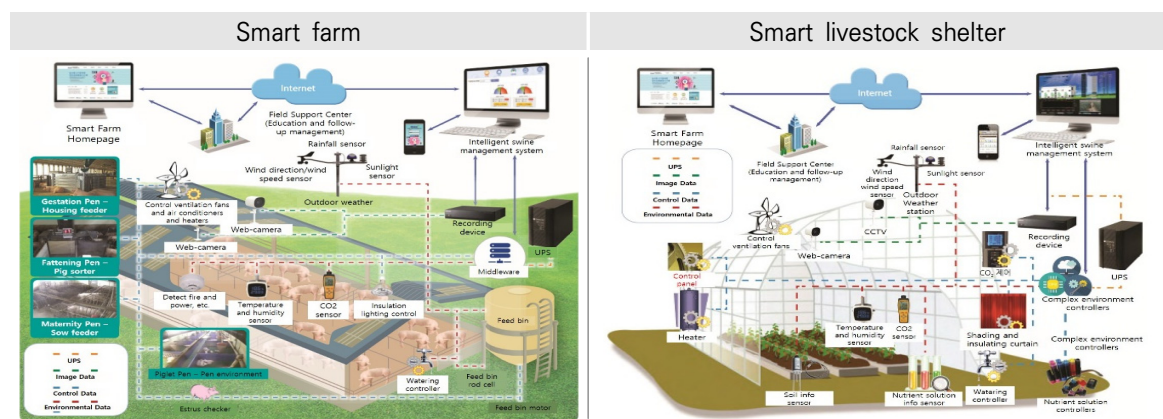 Smart farm
Internet
Smart Farm
Homepage
Field Support Center
(Education and follow-
up management)
Intelligent swine
management system
Rainfall sensor
Wind direction/wind
speed sensor
Sunlight
sensor
Outdoor weather
Gestation Pen –
Housing feeder
Control ventilation fans
and air conditioners
and heaters
Web-camera
Web-camera
Recording
device
UPS
Middleware
Fattening Pen –
Pig sorter
Detect fire and
power, etc.
Temperature
and humidity
sensor
CO2
sensor
Insulation
lighting control
Maternity Pen –
Sow feeder
Feed bin
UPS
Image Data
Control Data
Environmental Data
Piglet Pen – Pen environment
Estrus checker
Watering
controller
Feed bin
rod cell
Feed bin motor
Smart livestock shelter
Internet
Smart Farm
Homepage
Field Support Center
(Education and follow-up
management)
Intelligent swine
management system
Rainfall sensor
Wind
direction
wind speed
sensor
Sunlight sensor
Outdoor
Weather
station
UPS
Image Data
Control Data
Environmental Data
Control
ventilation fans
CCTV
Web-camera
Recording
device
UPS
CO₂ 제어
Control
panel
Heater
Complex environment
controllers
Temperature
and humidity
sensor
CO2
sensor
Shading and
insulating curtain
Complex environment
controllers
Soil info
sensor
Nutrient solution
info sensor
Watering
controller
Nutrient solution
controllers